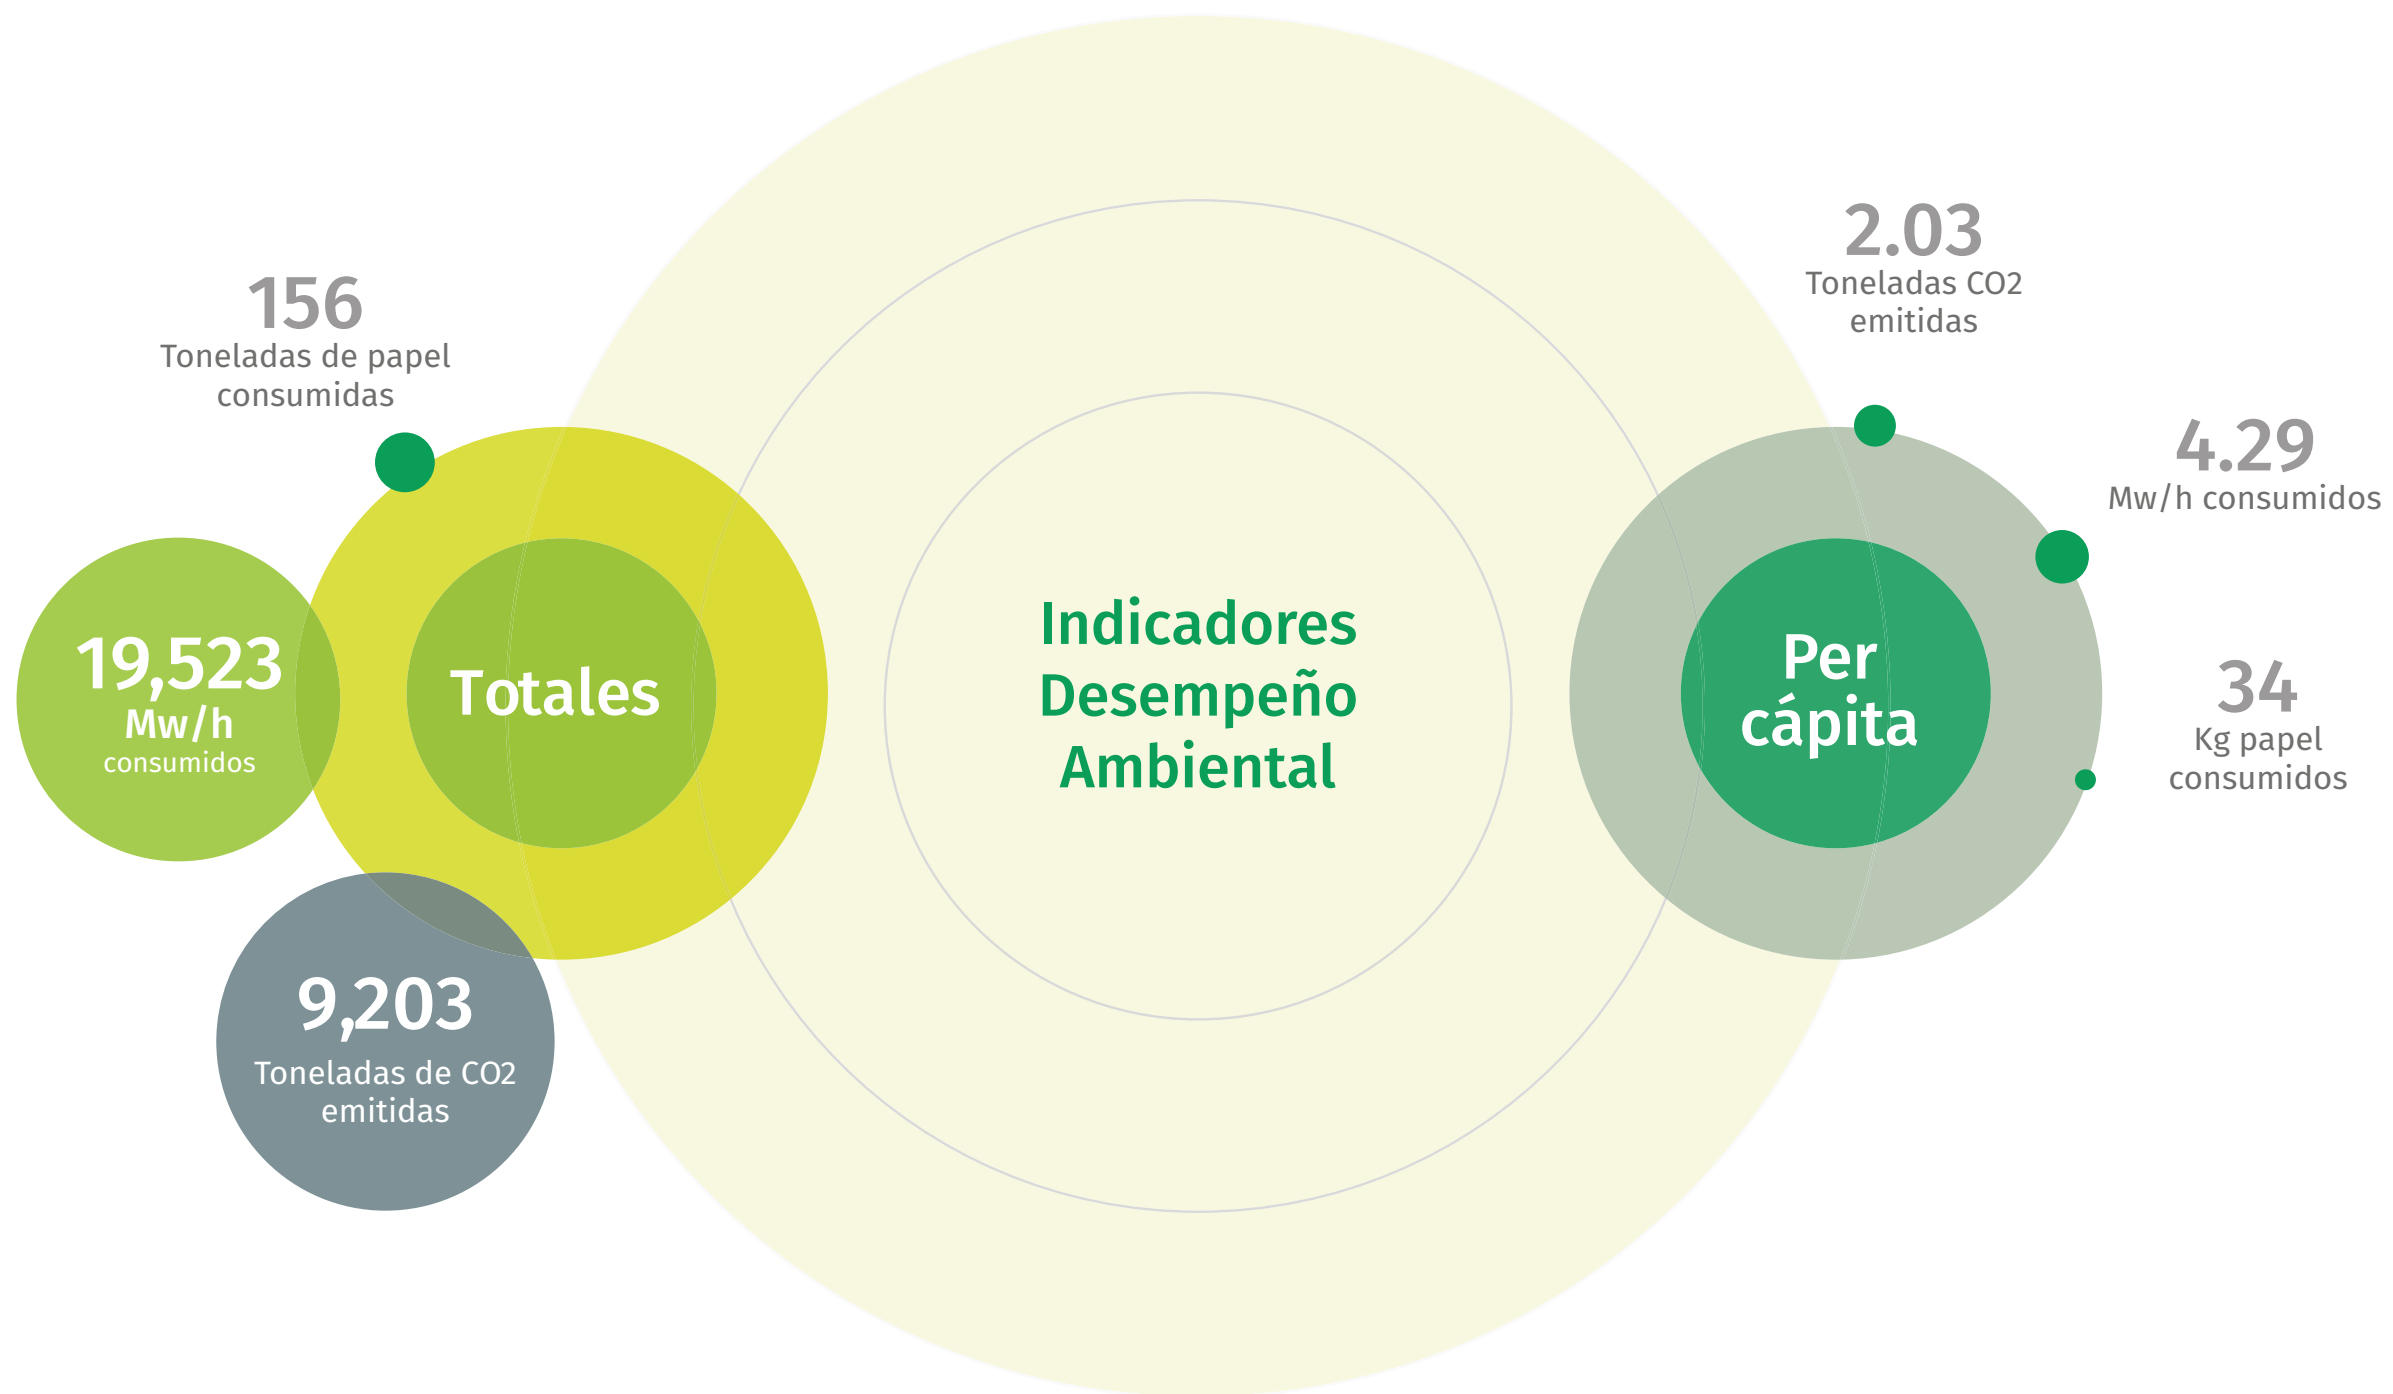 156
Toneladas de papel
consumidas
19,523
Mw/h
consumidos
9,203
Toneladas de CO2
emitidas
Totales
Indicadores
Desempeño
Ambiental
Per
cápita
2.03
Toneladas CO2
emitidas
4.29
Mw/h consumidos
34
Kg papel
consumidos